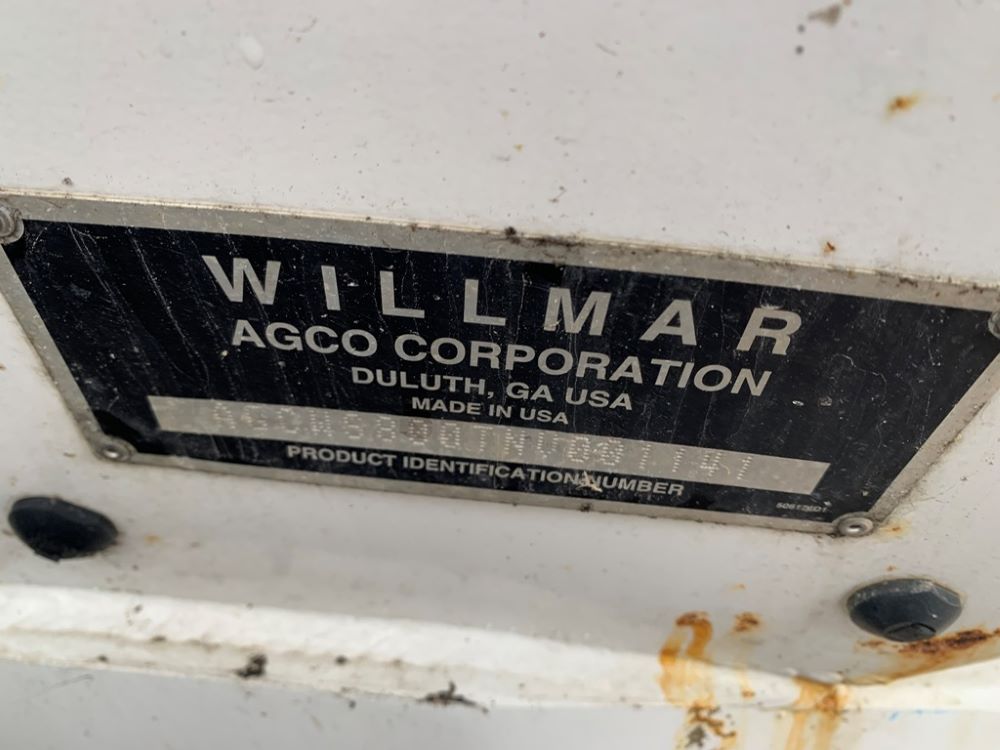 WILLMAR
AGCO CORPORATION
DULUTH, GA USA
MADE IN USA
PRODUCT IDENTIFICATION NUMBER